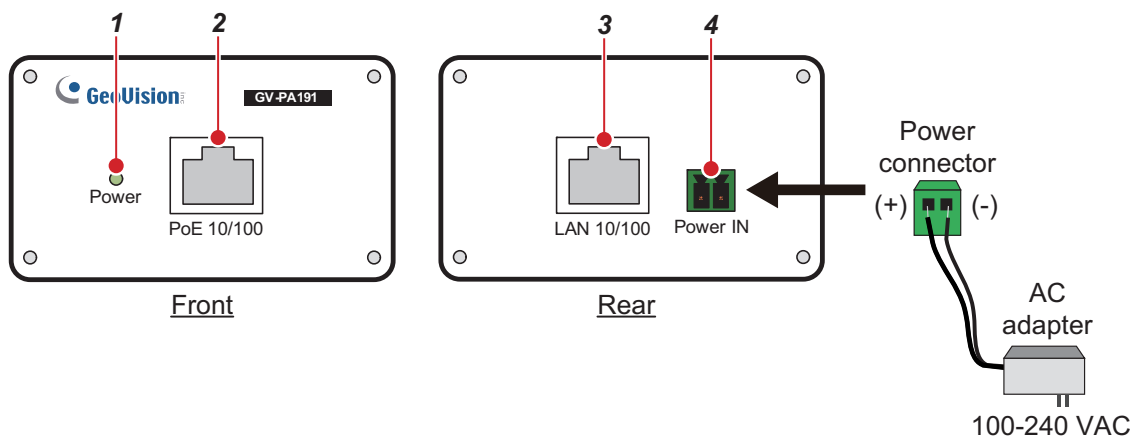 1
2
3
4
GeoVision
GV-PA191
Power
PoE 10/100
LAN 10/100
Power IN
Power
connector
(+)
(-)
Front
Rear
AC
adapter
100-240 VAC